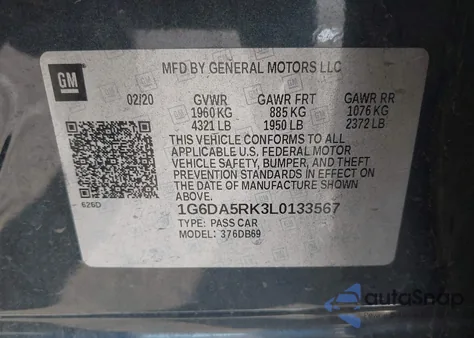 GM
MFD BY GENERAL MOTORS LLC
02/20 GVWR GAWR FRT GAWR RR
1960 KG 885 KG 1076 KG
4321 LB 1950 LB 2372 LB
THIS VEHICLE CONFORMS TO ALL
APPLICABLE U.S. FEDERAL MOTOR
VEHICLE SAFETY, BUMPER, AND THEFT
PREVENTION STANDARDS IN EFFECT ON
THE DATE OF MANUFACTURE SHOWN
ABOVE.
626D
1G6DA5RK3L0133567
TYPE: PASS CAR
MODEL: 376DB69
autoSnap